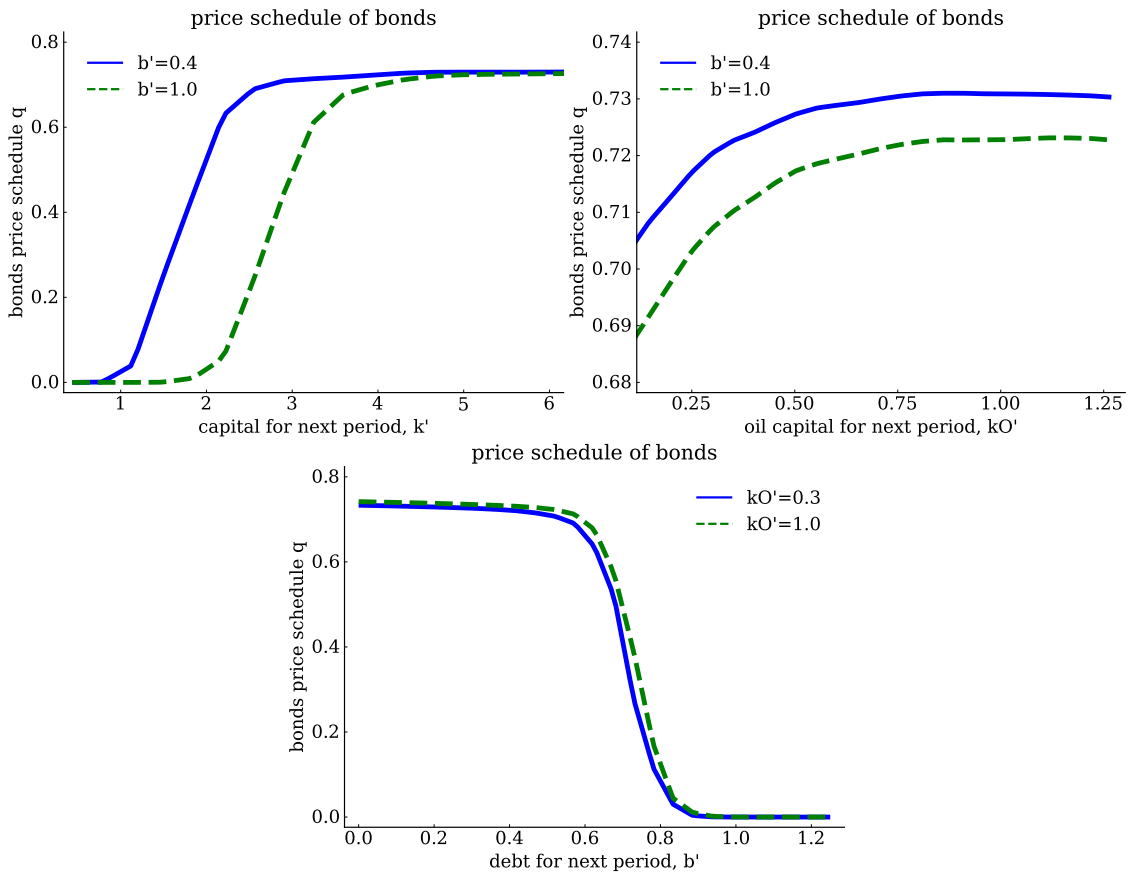 price schedule of bonds
bonds price schedule q
0.8
0.6
0.4
0.2
0.0
b'=0.4
b'=1.0
1 2 3 4 5 6
capital for next period, k'
price schedule of bonds
bonds price schedule q
0.74
0.73
0.72
0.71
0.70
0.69
0.68
b'=0.4
b'=1.0
0.25 0.50 0.75 1.00 1.25
oil capital for next period, kO'
price schedule of bonds
bonds price schedule q
0.8
0.6
0.4
0.2
0.0
kO'=0.3
kO'=1.0
0.0 0.2 0.4 0.6 0.8 1.0 1.2
debt for next period, b'